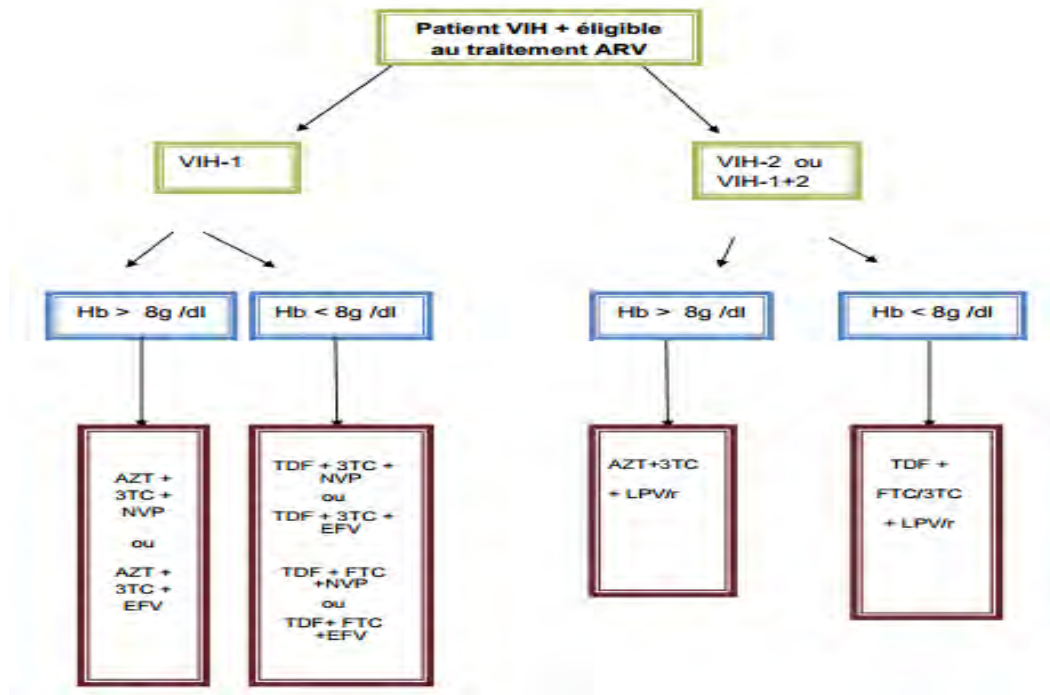 Patient VIH + éligible
au traitement ARV
VIH-1
VIH-2 ou
VIH-1+2
Hb > 8g /dl
Hb < 8g /dl
Hb > 8g /dl
Hb < 8g /dl
AZT +
3TC +
NVP
ou
AZT +
3TC +
EFV
TDF + 3TC +
NVP
ou
TDF + 3TC +
EFV
TDF + FTC
+NVP
ou
TDF+ FTC
+EFV
AZT+3TC
+ LPV/r
TDF +
FTC/3TC
+ LPV/r